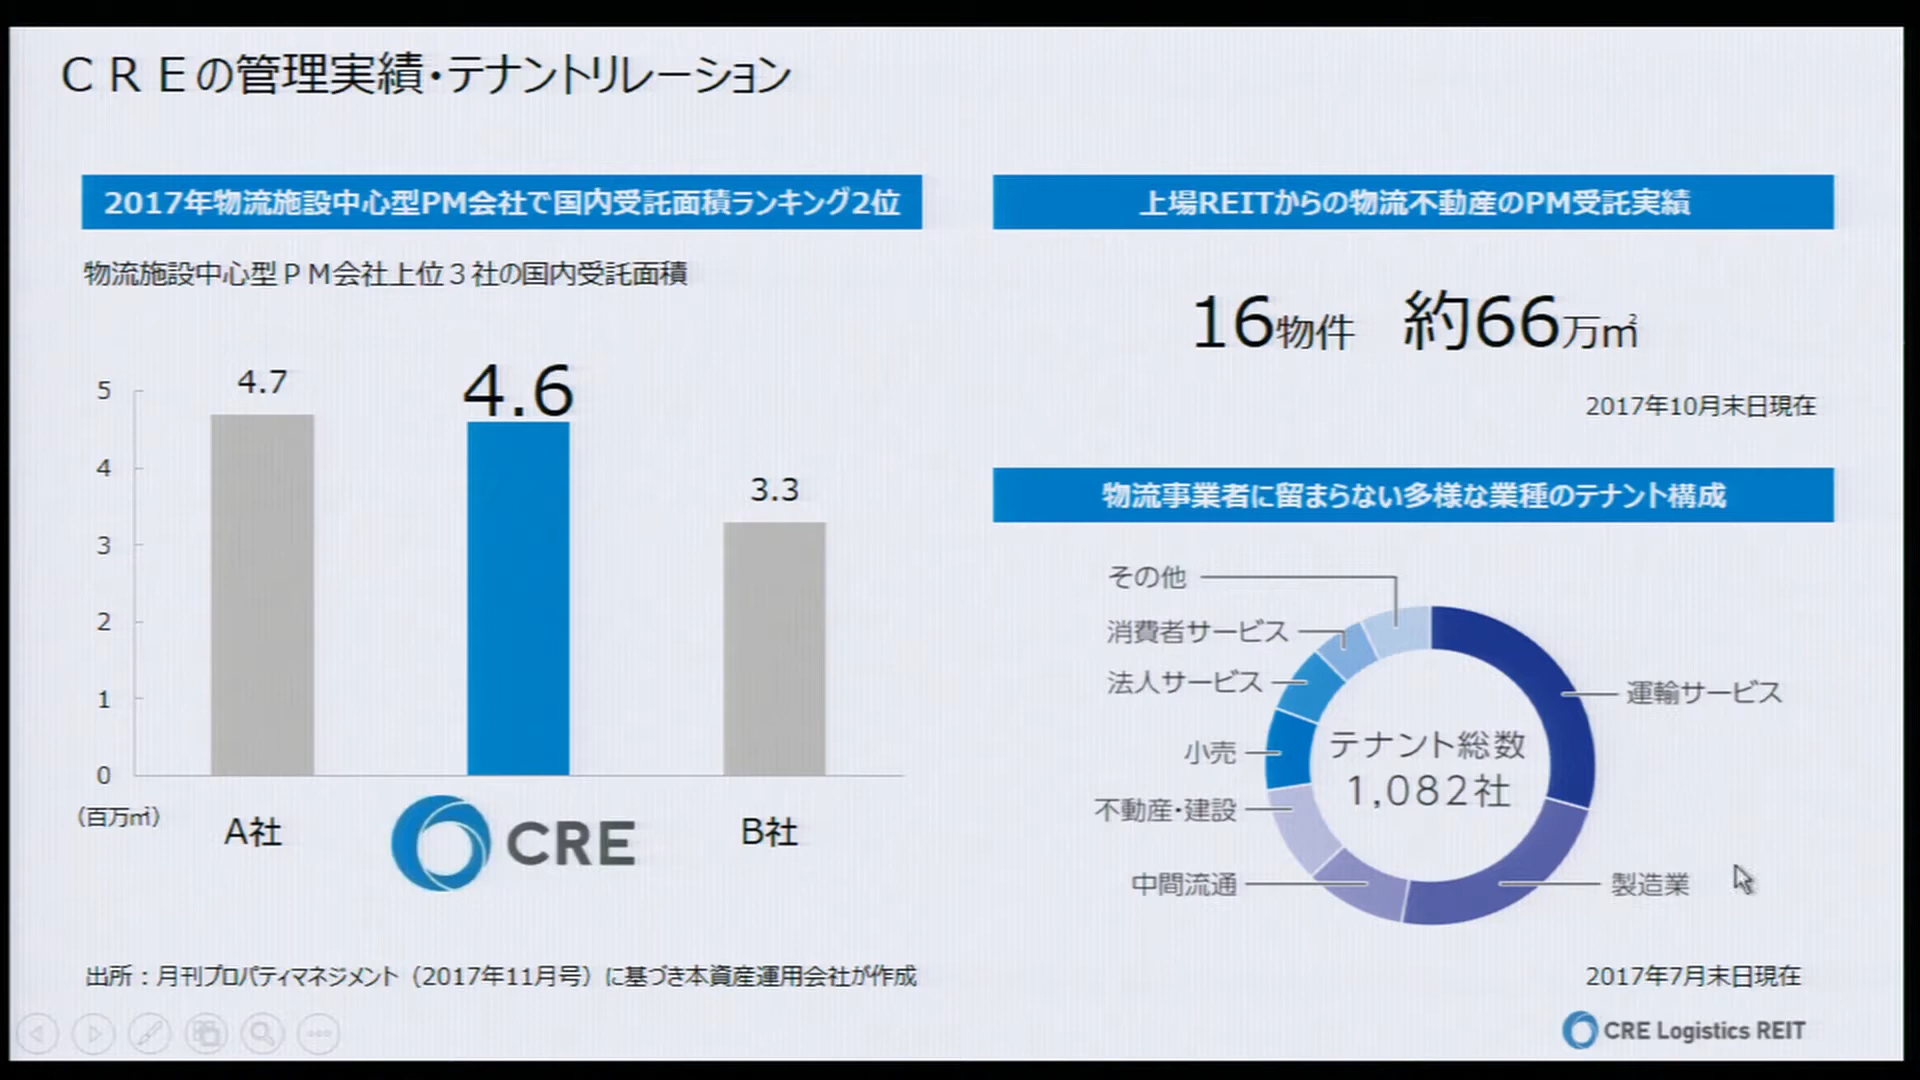 ＣＲＥの管理実績・テナントリレーション
2017年物流施設中心型PM会社で国内受託面積ランキング2位
物流施設中心型ＰＭ会社上位３社の国内受託面積
5
4
3
2
1
0
（百万㎡）
4.7
4.6
3.3
A社
CRE
B社
出所：月刊プロパティマネジメント（2017年11月号）に基づき本資産運用会社が作成
上場REITからの物流不動産のPM受託実績
16物件 約66万㎡
2017年10月末日現在
物流事業者に留まらない多様な業種のテナント構成
その他
消費者サービス
法人サービス
小売
不動産・建設
中間流通
運輸サービス
製造業
テナント総数
1,082社
2017年7月末日現在
CRE Logistics REIT